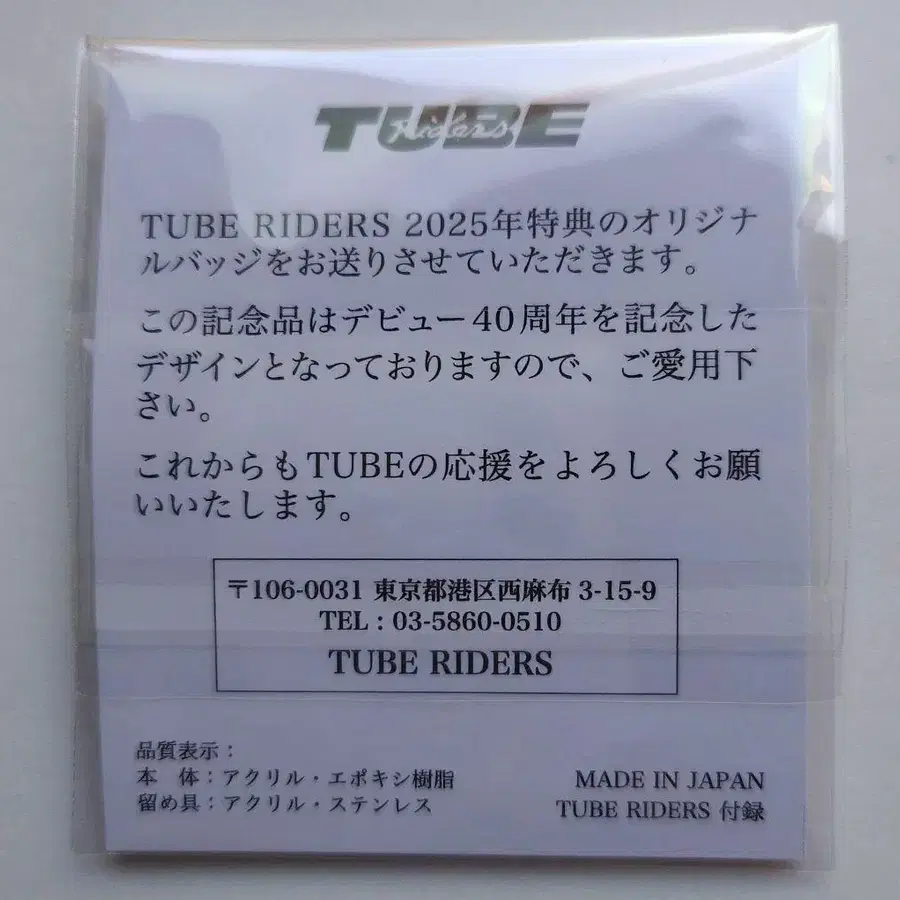 TUBE
Riders
TUBE RIDERS 2025年特典のオリジナ
ルバッジをお送りさせていただきます。
この記念品はデビュー40周年を記念した
デザインとなっておりますので、ご愛用下
さい。
これからもTUBEの応援をよろしくお願
いいたします。
〒106-0031 東京都港区西麻布 3-15-9
TEL : 03-5860-0510
TUBE RIDERS
品質表示：
本　体：アクリル・エポキシ樹脂
留め具：アクリル・ステンレス
MADE IN JAPAN
TUBE RIDERS 付録